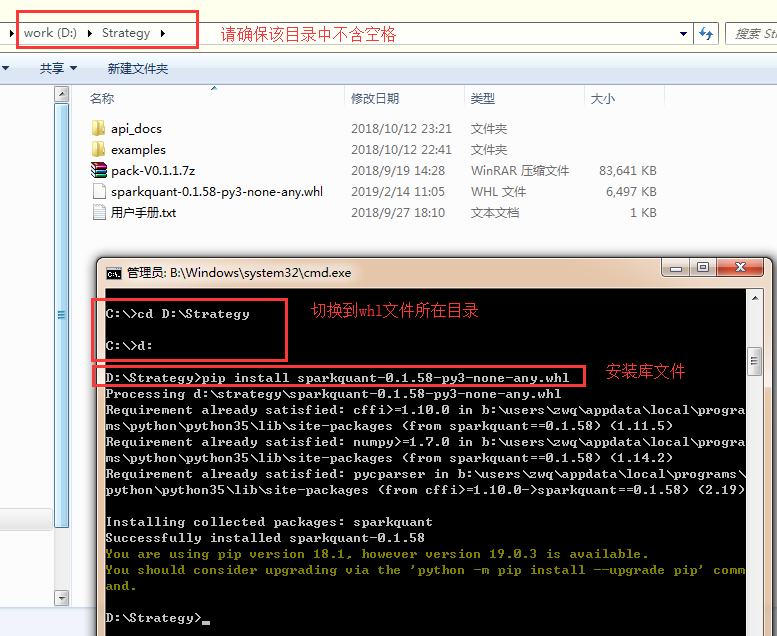 work (D:) Strategy
请确保该目录中不含空格
搜索 St
共享
新建文件夹
名称 修改日期 类型 大小
api_docs 2018/10/12 23:21 文件夹
examples 2018/10/12 22:41 文件夹
pack-V0.1.1.7z 2018/9/19 14:28 WinRAR 压缩文件 83,641 KB
sparkquant-0.1.58-py3-none-any.whl 2019/2/14 11:05 WHL 文件 6,497 KB
用户手册.txt 2018/9/27 18:10 文本文档 1 KB
管理员: B:\Windows\system32\cmd.exe
C:\>cd D:\Strategy
切换到whl文件所在目录
C:\>d:
安装库文件
D:\Strategy>pip install sparkquant-0.1.58-py3-none-any.whl
Processing d:\strategy\sparkquant-0.1.58-py3-none-any.whl
Requirement already satisfied: cffi>=1.10.0 in b:\users\zwq\appdata\local\progra
ms\python\python35\lib\site-packages (from sparkquant==0.1.58) (1.11.5)
Requirement already satisfied: numpy>=1.7.0 in b:\users\zwq\appdata\local\progra
ms\python\python35\lib\site-packages (from sparkquant==0.1.58) (1.14.2)
Requirement already satisfied: pycparser in b:\users\zwq\appdata\local\programs\
python\python35\lib\site-packages (from cffi>=1.10.0->sparkquant==0.1.58) (2.19)
Installing collected packages: sparkquant
Successfully installed sparkquant-0.1.58
You are using pip version 18.1, however version 19.0.3 is available.
You should consider upgrading via the 'python -m pip install --upgrade pip' comm
and.
D:\Strategy>